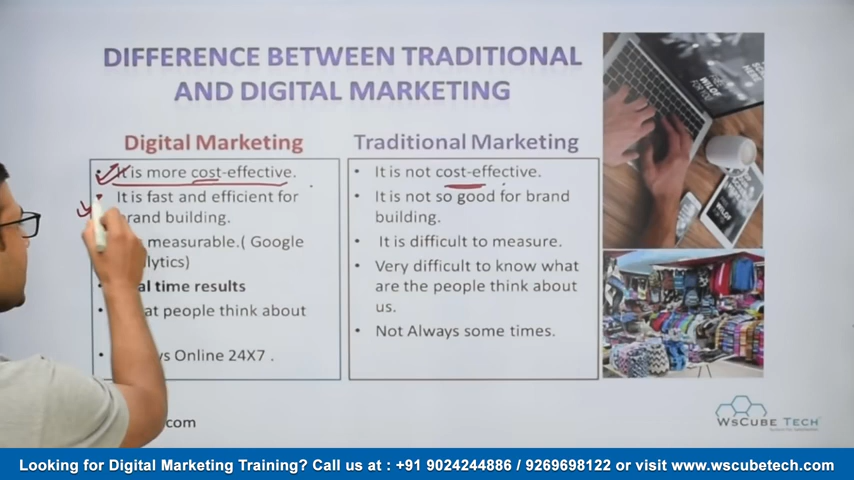 DIFFERENCE BETWEEN TRADITIONAL
AND DIGITAL MARKETING
Digital Marketing
• It is more cost-effective.
It is fast and efficient for
brand building.
measurable.( Google
time results
people think about
Online 24X7 .
.com
Traditional Marketing
• It is not cost-effective.
• It is not so good for brand
building.
• It is difficult to measure.
• Very difficult to know what
are the people think about
us.
• Not Always some times.
WsCube Tech
Looking for Digital Marketing Training? Call us at : +91 9024244886 / 9269698122 or visit www.wscubetech.com